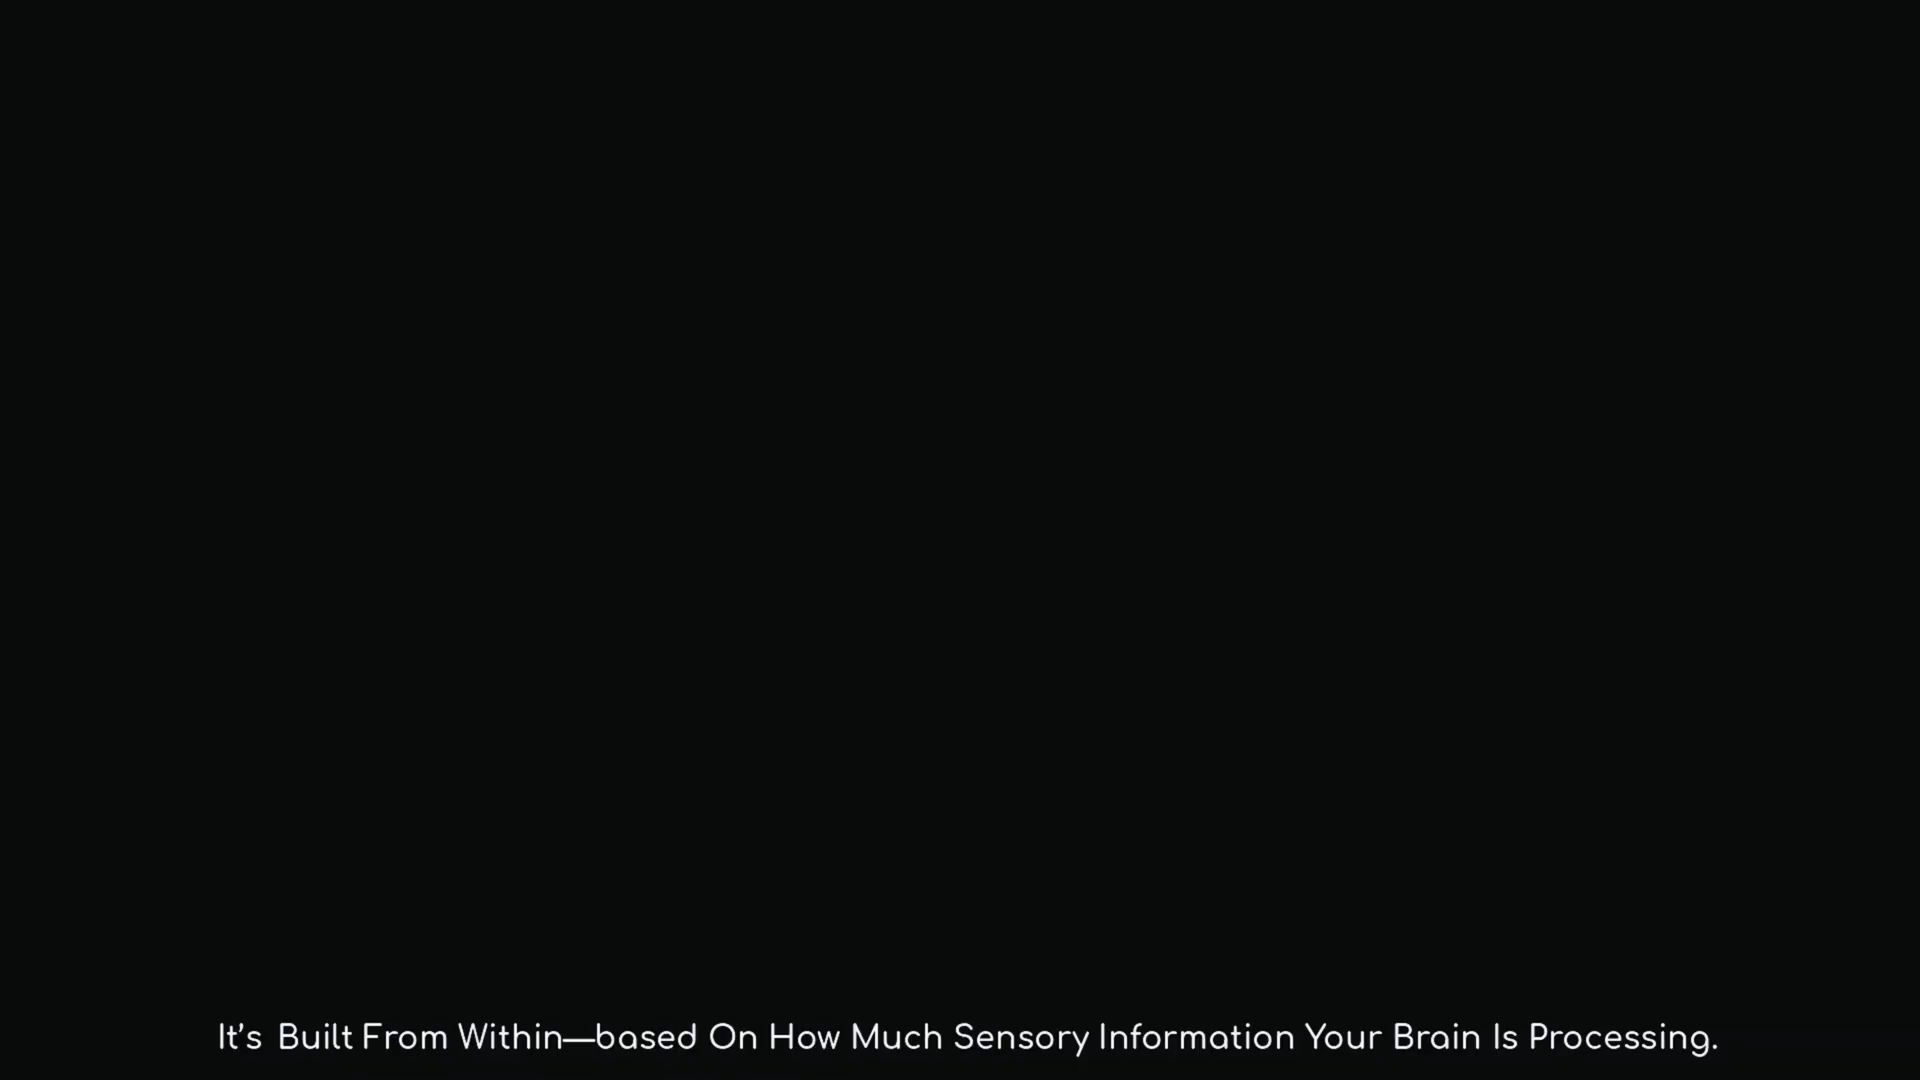 It’s Built From Within—based On How Much Sensory Information Your Brain Is Processing.